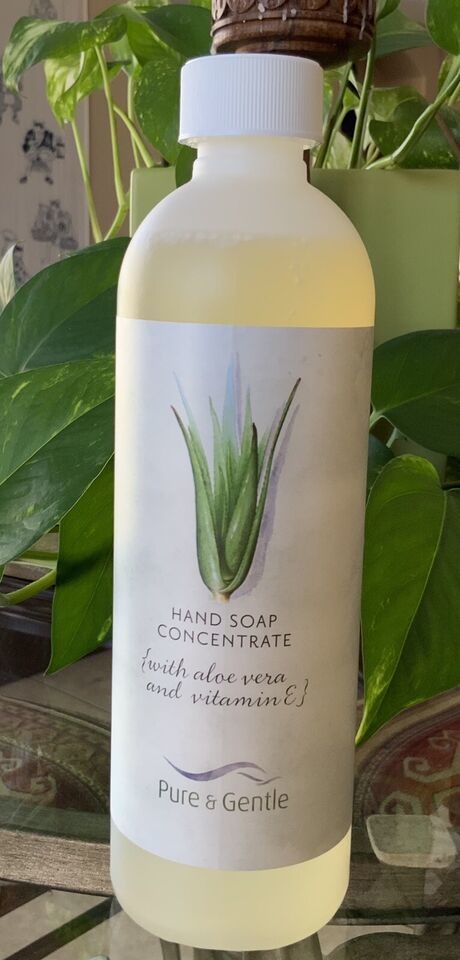 HAND SOAP
CONCENTRATE
{with aloe vera
and vitamin E}
Pure & Gentle